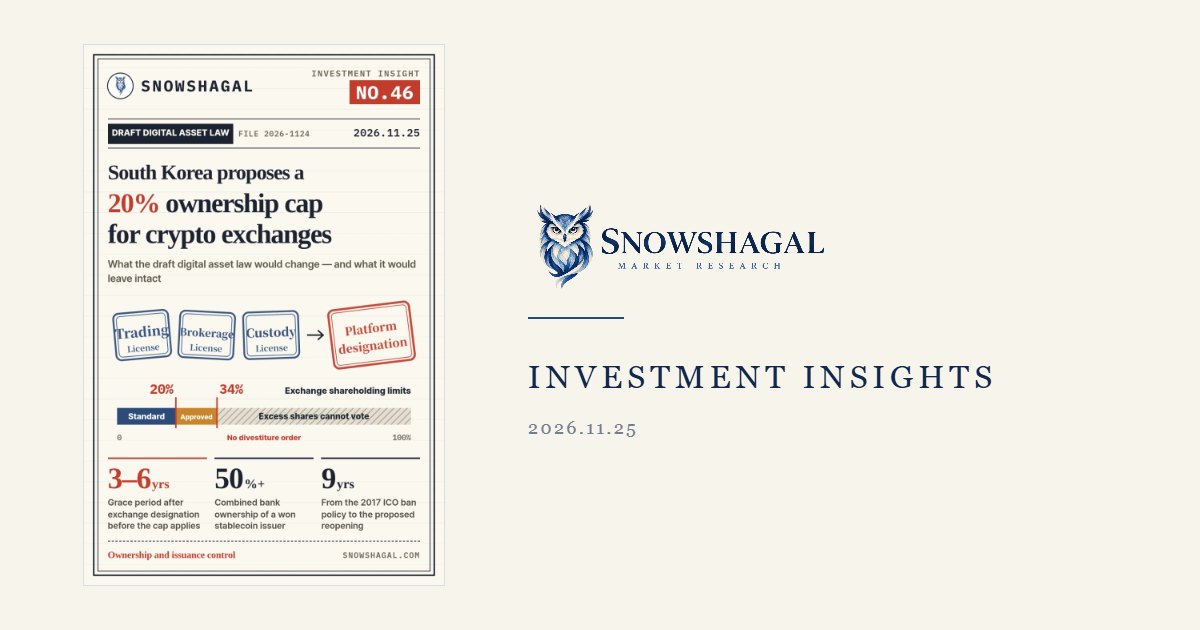 SNOWSHAGAL
INVESTMENT INSIGHT
NO.46
DRAFT DIGITAL ASSET LAW FILE 2026-1124 2026.11.25
South Korea proposes a
20% ownership cap
for crypto exchanges
What the draft digital asset law would change — and what it would
leave intact
Trading
License
Brokerage
License
Custody
License
→
Platform
designation
20% 34% Exchange shareholding limits
Standard Approved Excess shares cannot vote
0 No divestiture order 100%
3–6yrs
Grace period after
exchange designation
before the cap applies
50%+
Combined bank
ownership of a won
stablecoin issuer
9yrs
From the 2017 ICO ban
policy to the proposed
reopening
Ownership and issuance control SNOWSHAGAL.COM
SNOWSHAGAL
MARKET RESEARCH
INVESTMENT INSIGHTS
2026.11.25